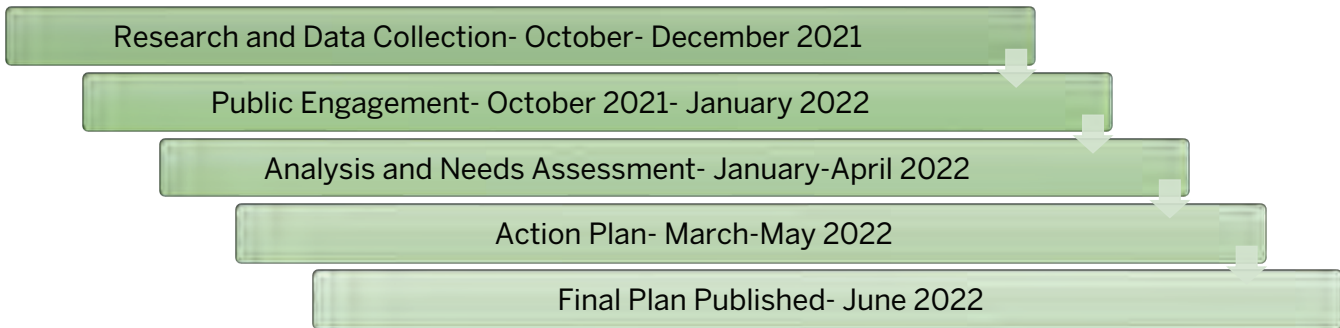 Research and Data Collection- October- December 2021
Public Engagement- October 2021- January 2022
Analysis and Needs Assessment- January-April 2022
Action Plan- March-May 2022
Final Plan Published- June 2022